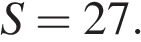 S = 27.